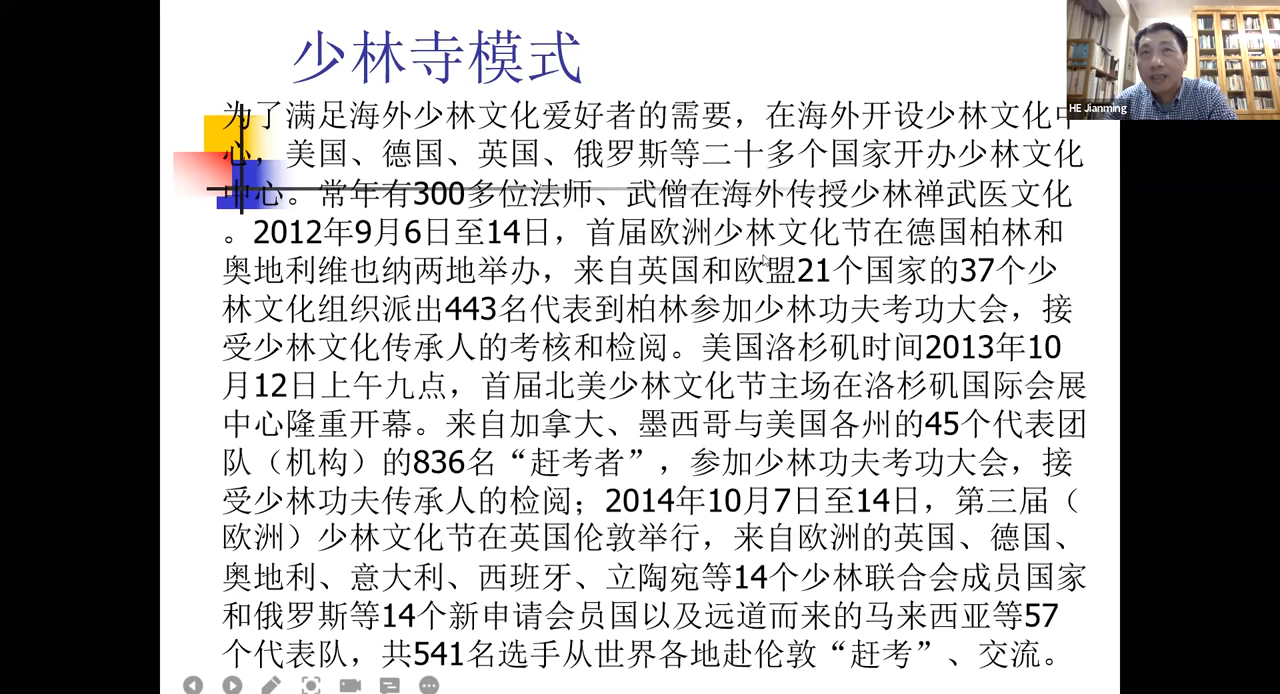 少林寺模式
HE Jianming
为了满足海外少林文化爱好者的需要，在海外开设少林文化中
心，美国、德国、英国、俄罗斯等二十多个国家开办少林文化
中心。常年有300多位法师、武僧在海外传授少林禅武医文化
。2012年9月6日至14日，首届欧洲少林文化节在德国柏林和
奥地利维也纳两地举办，来自英国和欧盟21个国家的37个少
林文化组织派出443名代表到柏林参加少林功夫考功大会，接
受少林文化传承人的考核和检阅。美国洛杉矶时间2013年10
月12日上午九点，首届北美少林文化节主场在洛杉矶国际会展
中心隆重开幕。来自加拿大、墨西哥与美国各州的45个代表团
队（机构）的836名“赶考者”，参加少林功夫考功大会，接
受少林功夫传承人的检阅；2014年10月7日至14日，第三届（
欧洲）少林文化节在英国伦敦举行，来自欧洲的英国、德国、
奥地利、意大利、西班牙、立陶宛等14个少林联合会成员国家
和俄罗斯等14个新申请会员国以及远道而来的马来西亚等57
个代表队，共541名选手从世界各地赴伦敦“赶考”、交流。